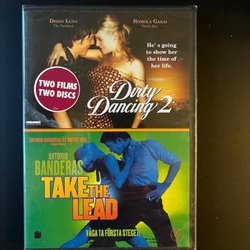 DIEGO LUNA
ROMOLA GARAI
He's going
to show her
the time of
her life.
TWO FILMS
TWO DISCS
Dirty
Dancing 2
ANTONIO
BANDERAS
TAKE THE
LEAD
VÅGA TA FÖRSTA STEGET